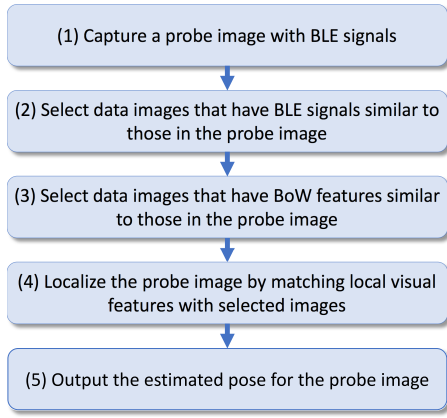 (1) Capture a probe image with BLE signals
(2) Select data images that have BLE signals similar to
those in the probe image
(3) Select data images that have BoW features similar
to those in the probe image
(4) Localize the probe image by matching local visual
features with selected images
(5) Output the estimated pose for the probe image